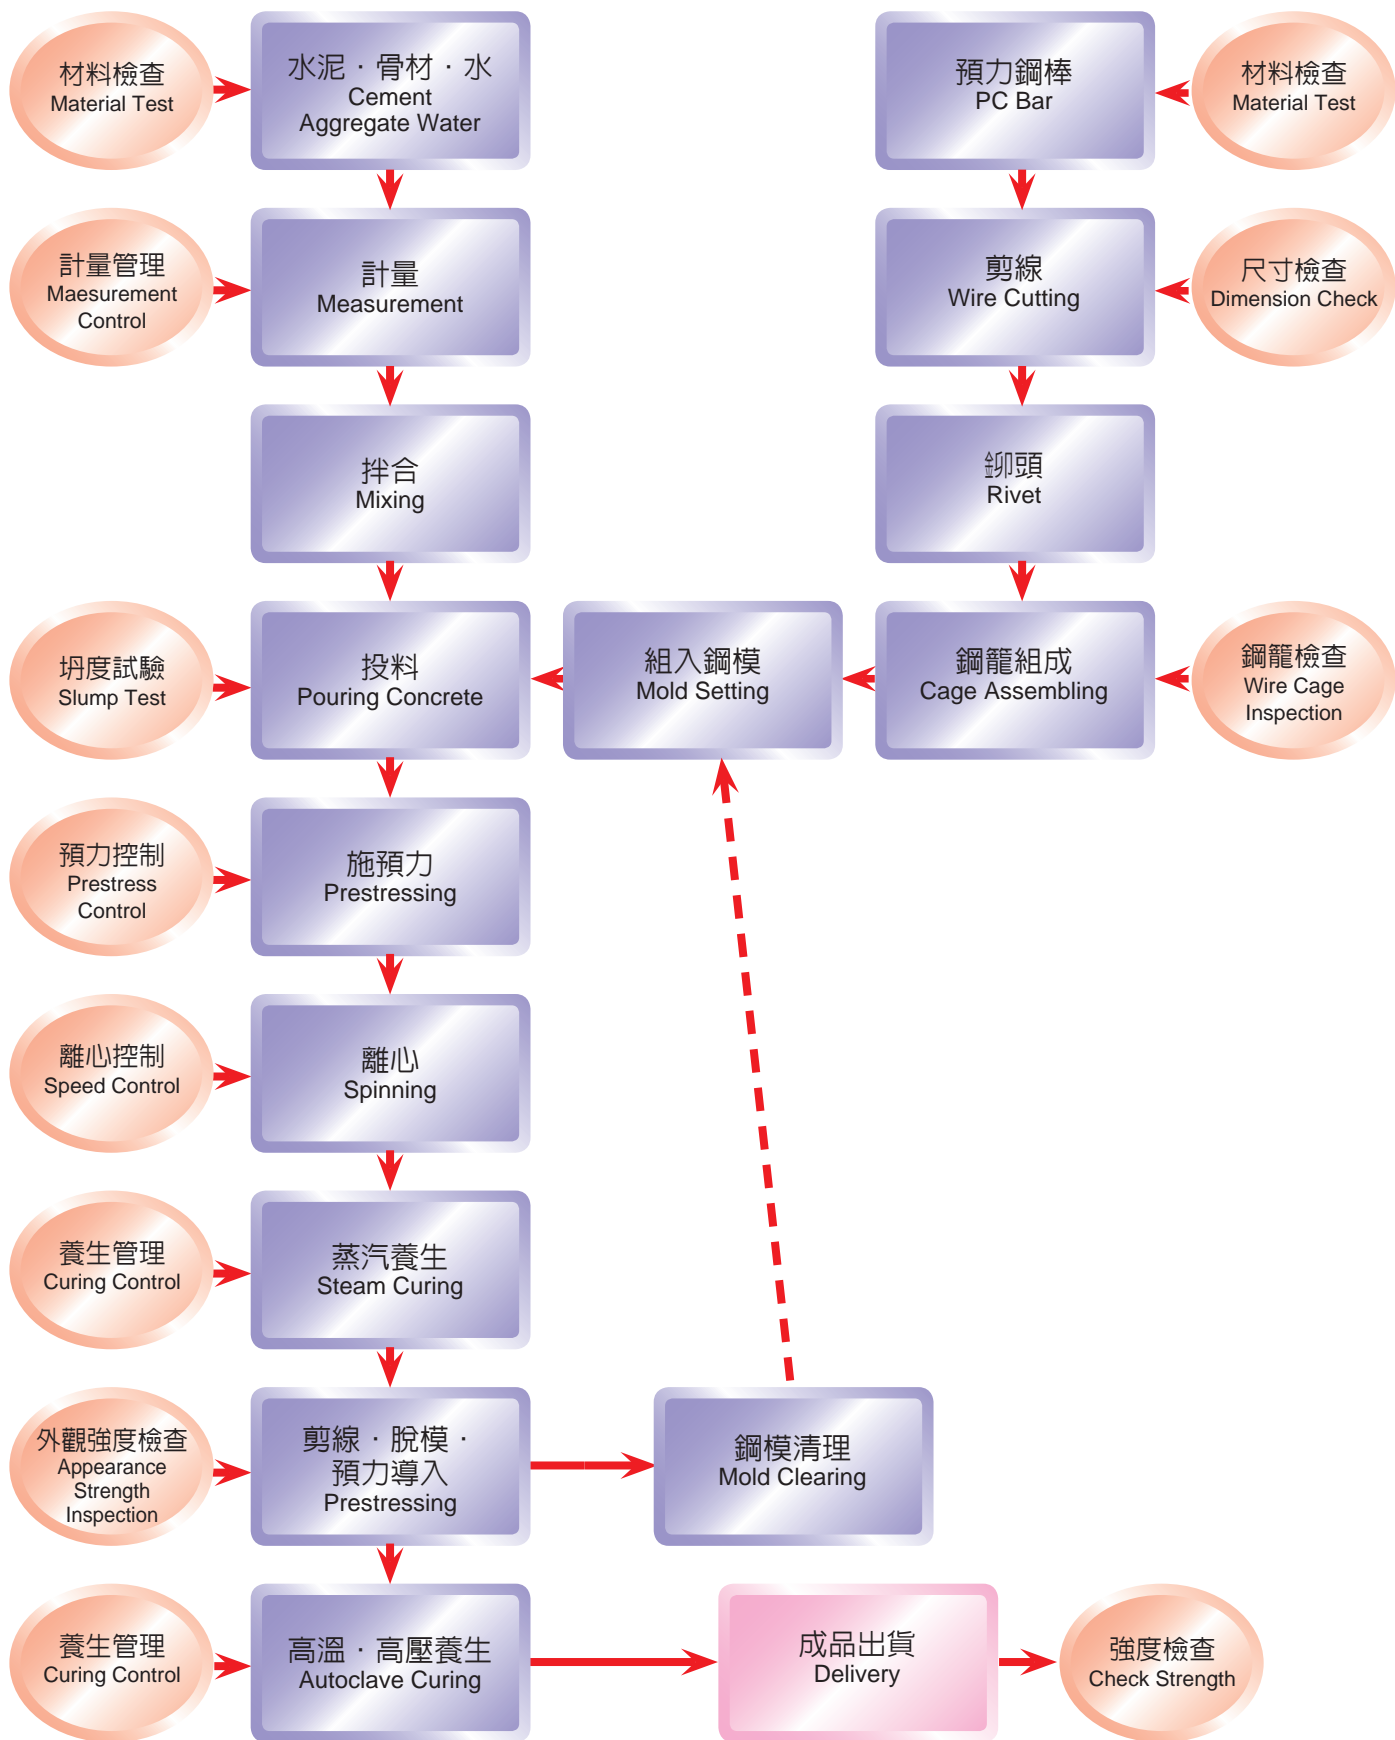 材料檢查
Material Test
水泥．骨材．水
Cement
Aggregate Water
預力鋼棒
PC Bar
材料檢查
Material Test
計量管理
Maesurement
Control
計量
Measurement
剪線
Wire Cutting
尺寸檢查
Dimension Check
拌合
Mixing
鉚頭
Rivet
坍度試驗
Slump Test
投料
Pouring Concrete
組入鋼模
Mold Setting
鋼籠組成
Cage Assembling
鋼籠檢查
Wire Cage
Inspection
預力控制
Prestress
Control
施預力
Prestressing
離心控制
Speed Control
離心
Spinning
養生管理
Curing Control
蒸汽養生
Steam Curing
外觀強度檢查
Appearance
Strength
Inspection
剪線．脫模．
預力導入
Prestressing
鋼模清理
Mold Clearing
養生管理
Curing Control
高溫．高壓養生
Autoclave Curing
成品出貨
Delivery
強度檢查
Check Strength